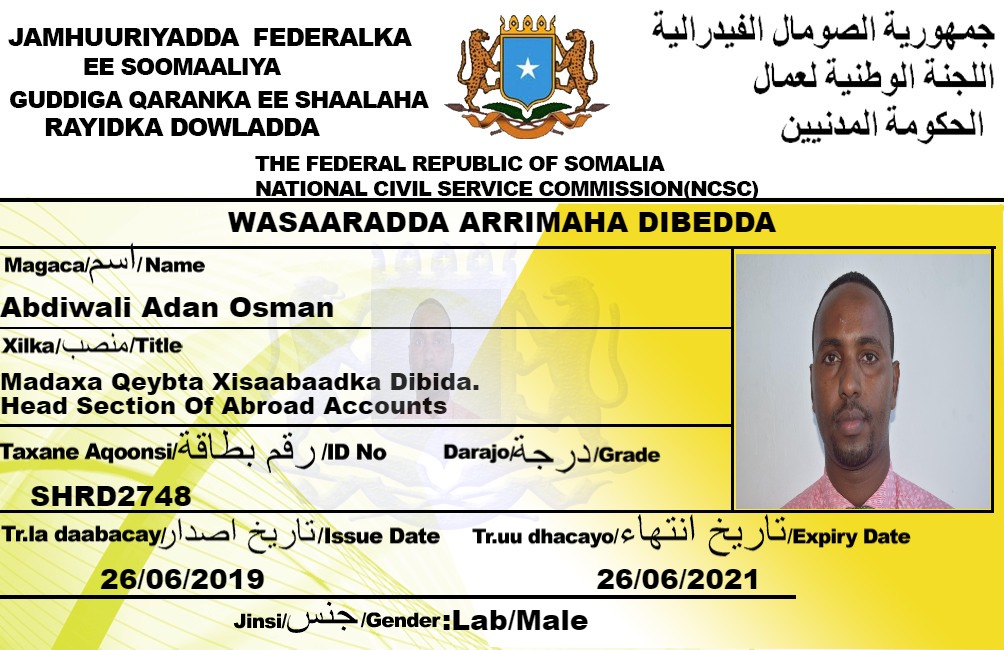 JAMHUURIYADDA FEDERALKA
EE SOOMAALIYA
GUDDIGA QARANKA EE SHAALAHA
RAYIDKA DOWLADDA
جمهورية الصومال الفيدرالية
اللجنة الوطنية لعمال
الحكومة المدنيين
THE FEDERAL REPUBLIC OF SOMALIA
NATIONAL CIVIL SERVICE COMMISSION(NCSC)
WASAARADDA ARRIMAHA DIBEDDA
Magaca/اسم/Name
Abdiwali Adan Osman
Xilka/منصب/Title
Madaxa Qeybta Xisaabaadka Dibida.
Head Section Of Abroad Accounts
Taxane Aqoonsi/رقم بطاقة/ID No
Darajo/درجة/Grade
SHRD2748
Tr.la daabacay/تاريخ اصدار/Issue Date
Tr.uu dhacayo/تاريخ انتهاء/Expiry Date
26/06/2019
26/06/2021
Jinsi/جنس/Gender:Lab/Male